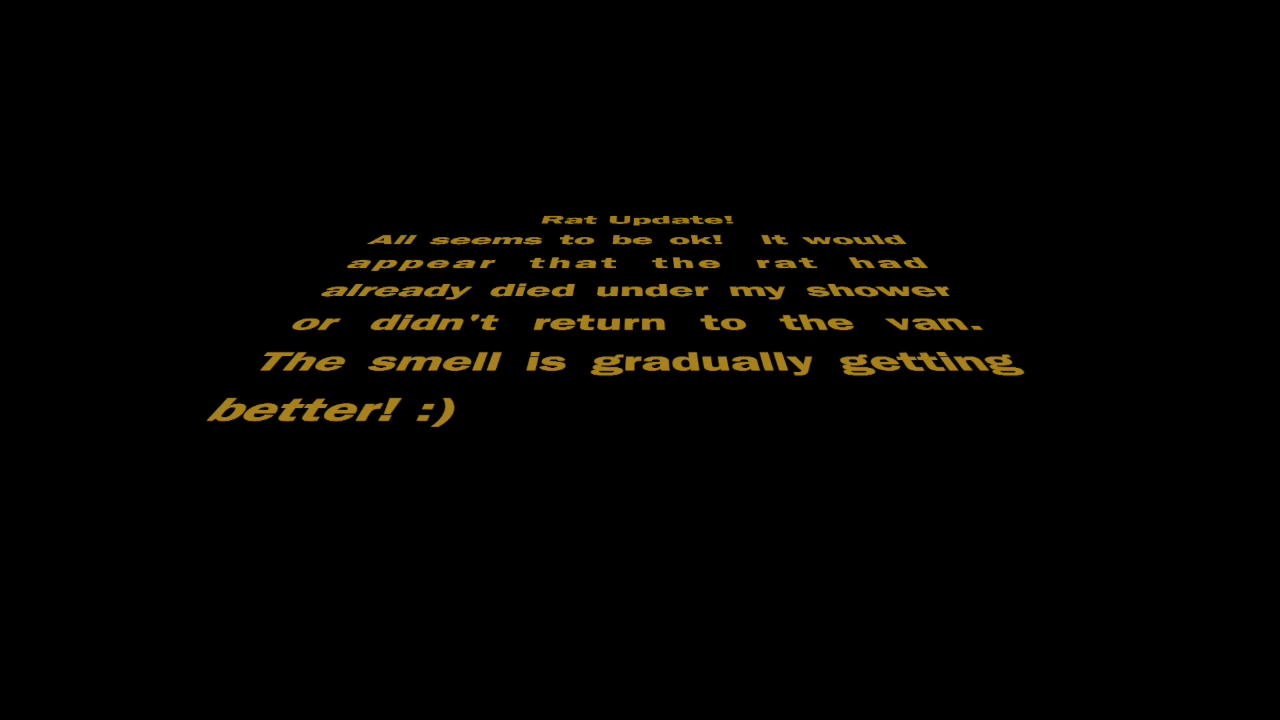 Rat Update!
All seems to be ok!  It would
appear that the rat had
already died under my shower
or didn't return to the van.
The smell is gradually getting
better! :)